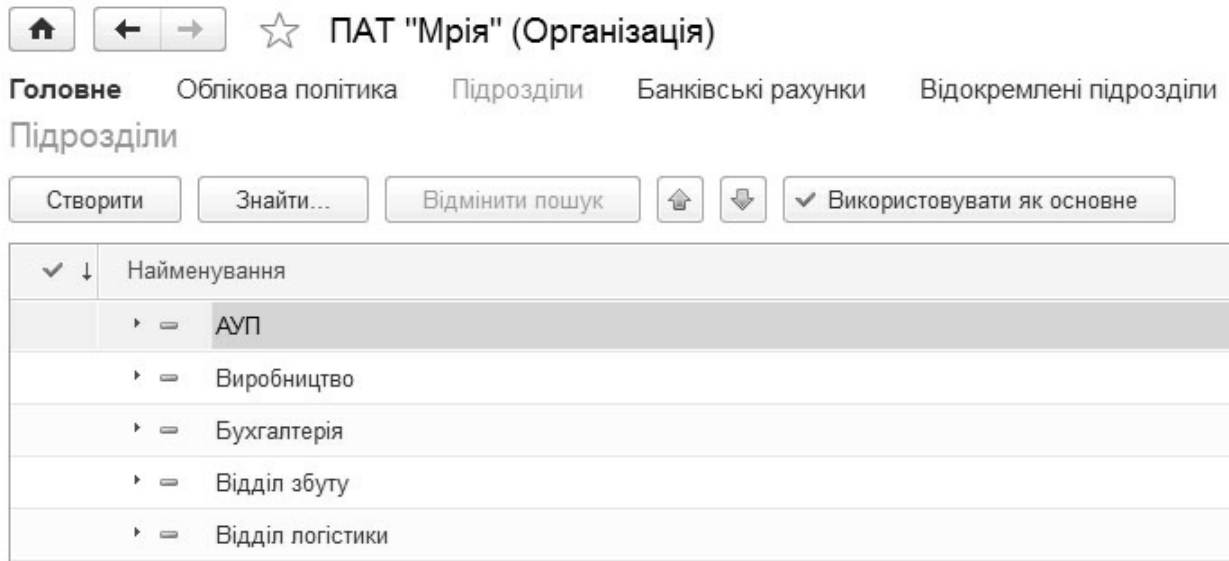 ПАТ "Мрія" (Організація)
Головне Облікова політика Підрозділи Банківські рахунки Відокремлені підрозділи
Підрозділи
Створити Знайти... Відмінити пошук Використовувати як основне
Найменування
АУП
Виробництво
Бухгалтерія
Відділ збуту
Відділ логістики